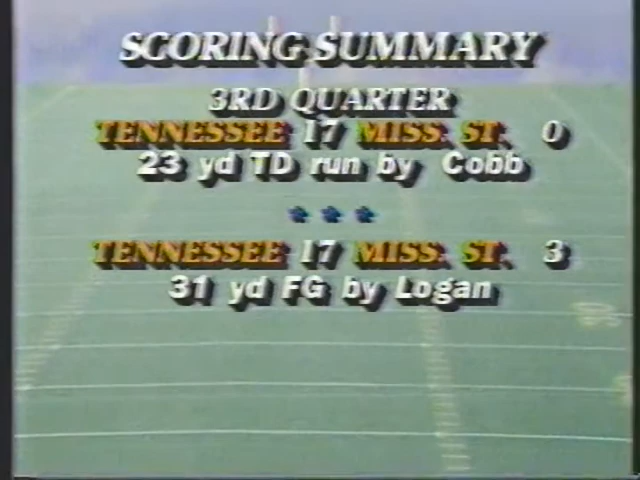 SCORING SUMMARY
3RD QUARTER
TENNESSEE 17 MISS. ST. 0
23 yd TD run by Cobb
TENNESSEE 17 MISS. ST. 3
31 yd FG by Logan